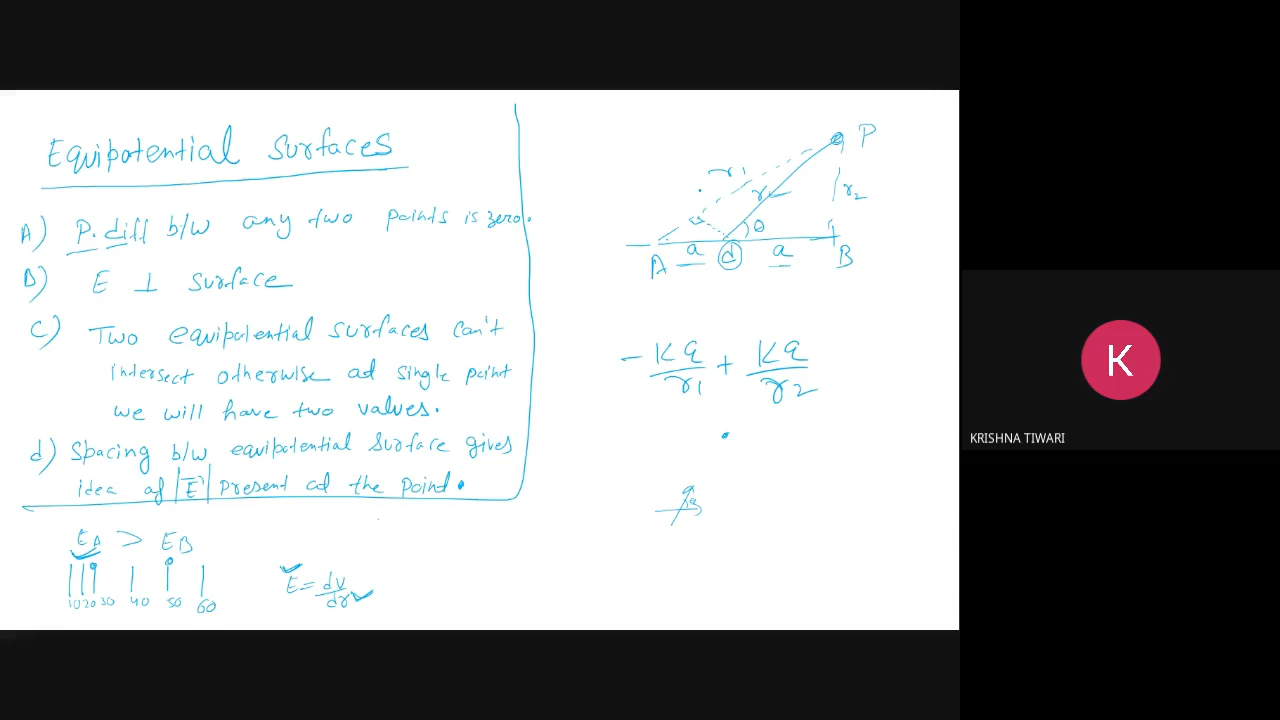 Equipotential Surfaces
A) P. diff b/w any two points is zero.
B) E ⊥ Surface
C) Two equipotential surfaces can't
intersect otherwise at single point
we will have two values.
d) Spacing b/w equipotential surface gives
idea of |E⃗| Present at the Point.
EA > EB
10 20 30 40 50 60
E = dv/dr
P
r1 r r2
θ
A a d a B
-Kq/r1 + Kq/r2
K
KRISHNA TIWARI